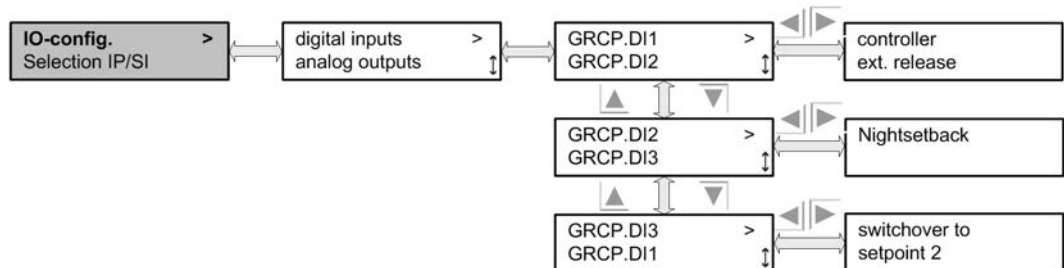 IO-config. >
Selection IP/SI
digital inputs >
analog outputs
GRCP.DI1 >
GRCP.DI2
controller
ext. release
GRCP.DI2 >
GRCP.DI3
Nightsetback
GRCP.DI3 >
GRCP.DI1
switchover to
setpoint 2